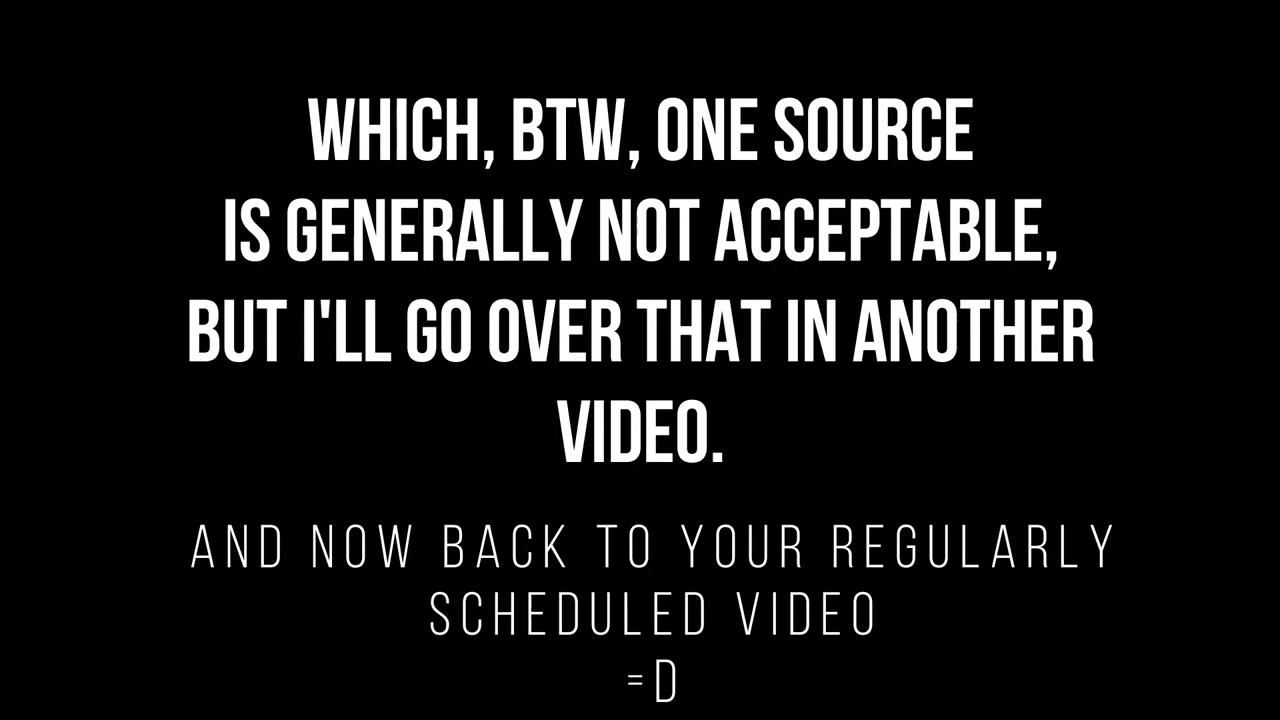 WHICH, BTW, ONE SOURCE
IS GENERALLY NOT ACCEPTABLE,
BUT I'LL GO OVER THAT IN ANOTHER
VIDEO.
AND NOW BACK TO YOUR REGULARLY
SCHEDULED VIDEO
=D